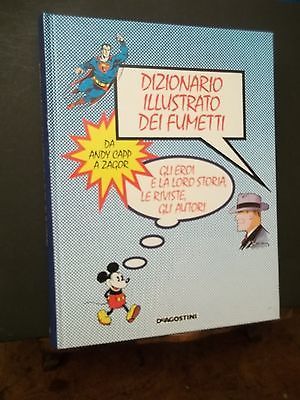 DIZIONARIO
ILLUSTRATO
DEI FUMETTI
DA
ANDY CAPP
A ZAGOR
GLI EROI
E LA LORO STORIA,
LE RIVISTE,
GLI AUTORI
DEAGOSTINI